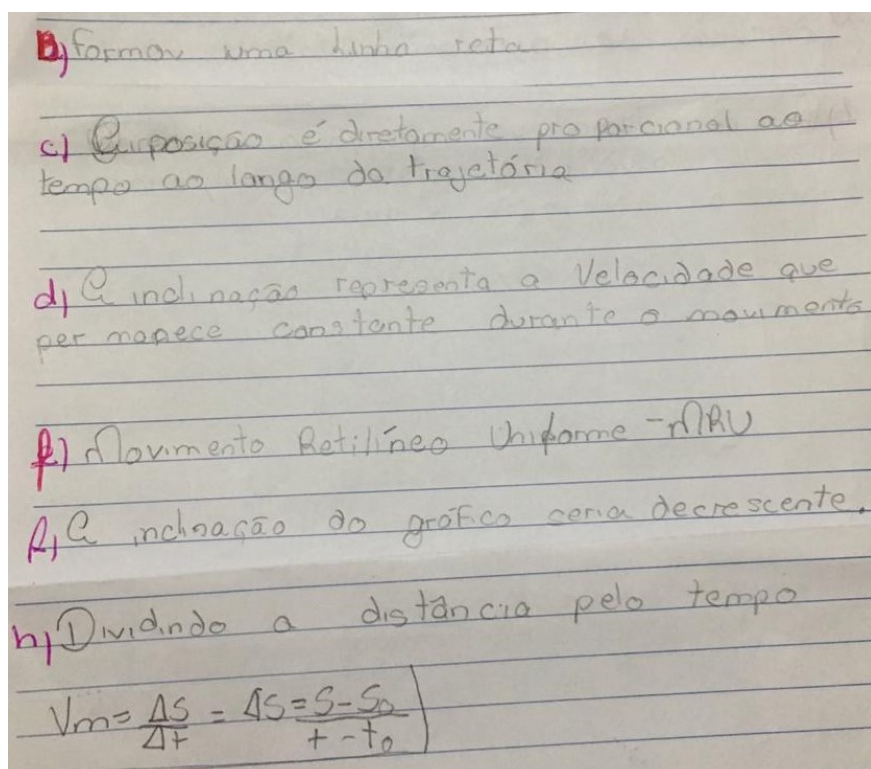 B) formou uma linha reta
c) A posição é diretamente proporcional ao
tempo ao longo da trajetória
d) A inclinação representa a velocidade que
permanece constante durante o movimento
f) Movimento Retilíneo Uniforme - MRU
f) A inclinação do gráfico seria decrescente.
h) Dividindo a distância pelo tempo
Vm = ΔS/Δt = ΔS = S - S₀/t - t₀